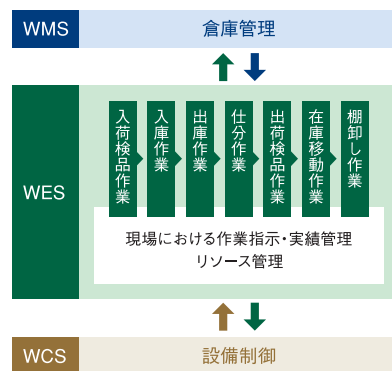 WMS
倉庫管理
WES
入荷検品作業
入庫作業
出庫作業
仕分作業
出荷検品作業
在庫移動作業
棚卸し作業
現場における作業指示・実績管理
リソース管理
WCS
設備制御